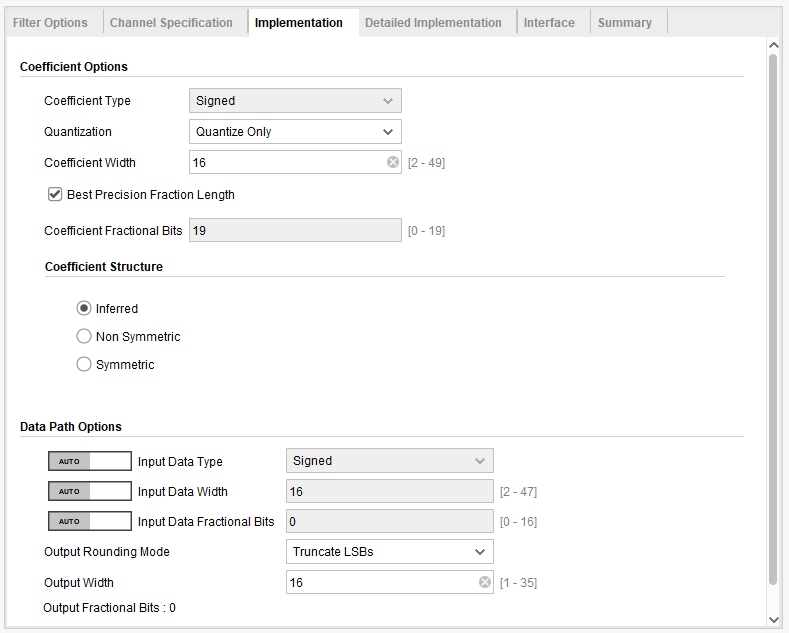 Filter Options Channel Specification Implementation Detailed Implementation Interface Summary
Coefficient Options
Coefficient Type Signed
Quantization Quantize Only
Coefficient Width 16 [2 - 49]
Best Precision Fraction Length
Coefficient Fractional Bits 19 [0 - 19]
Coefficient Structure
Inferred
Non Symmetric
Symmetric
Data Path Options
AUTO Input Data Type Signed
AUTO Input Data Width 16 [2 - 47]
AUTO Input Data Fractional Bits 0 [0 - 16]
Output Rounding Mode Truncate LSBs
Output Width 16 [1 - 35]
Output Fractional Bits : 0